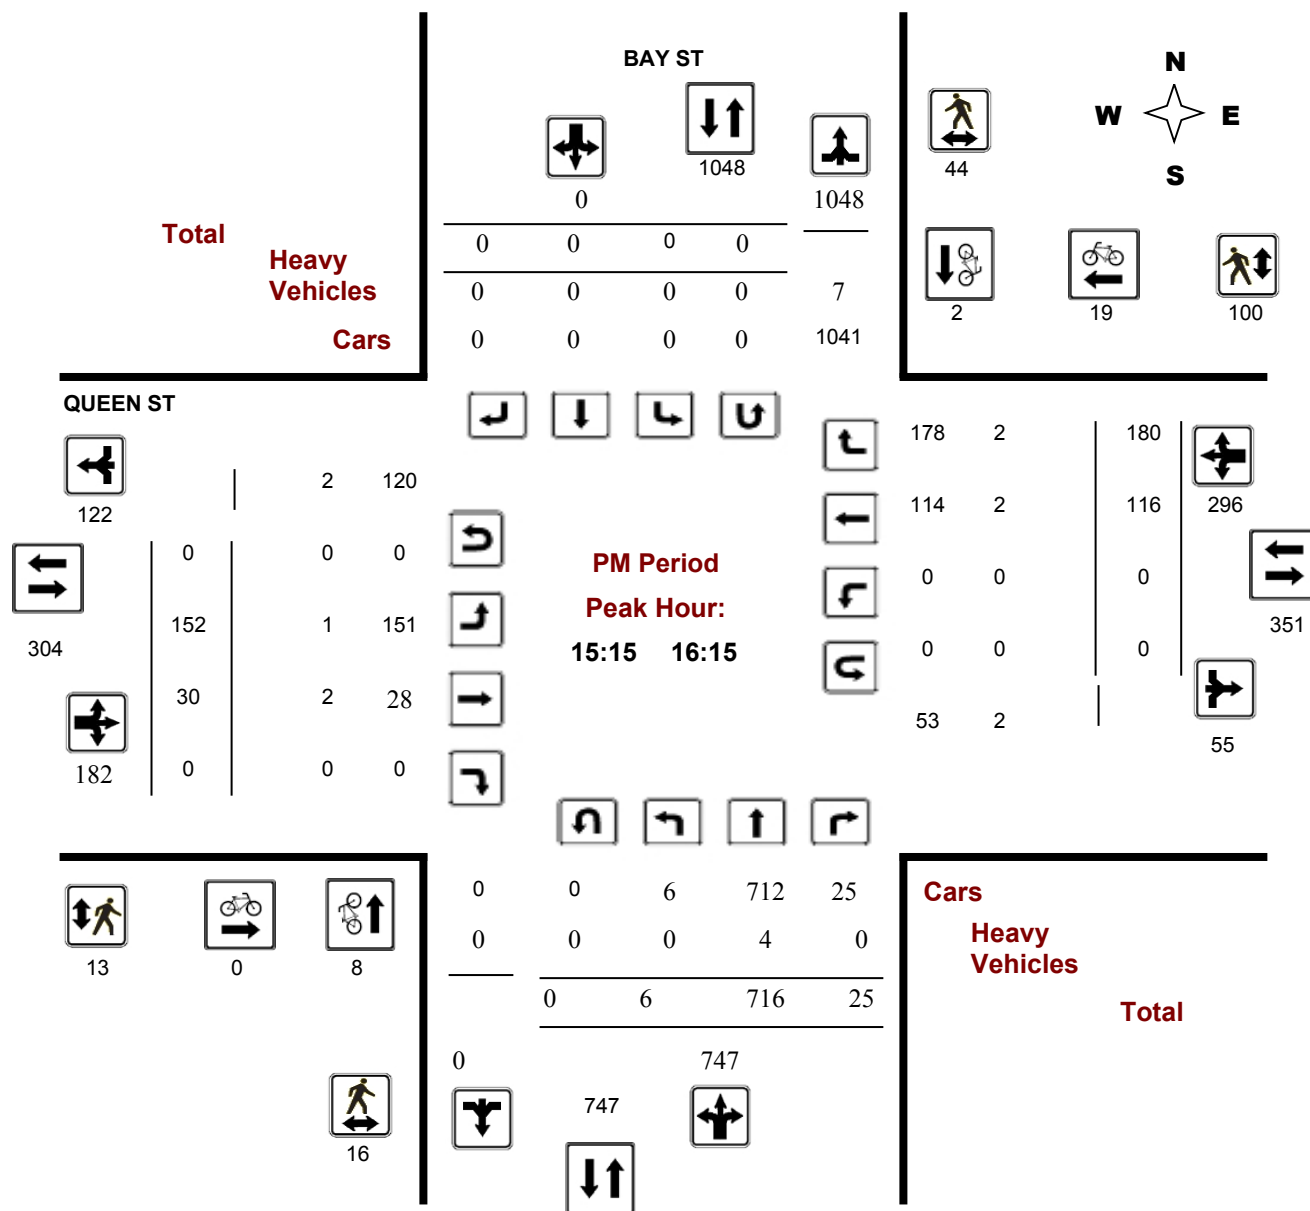 BAY ST
N
W E
S
1048
44
0 1048
Total
0 0 0 0
Heavy
Vehicles
0 0 0 0 7
2 19 100
Cars
0 0 0 0 1041
QUEEN ST
178 2 180
2 120
114 2 116 296
122
0 0 0
PM Period
0 0 0
Peak Hour:
152 1 151
351
304
15:15 16:15
0 0 0
30 2 28
53 2
55
182 0 0 0
0 0 6 712 25
Cars
0 0 0 4 0
Heavy
Vehicles
13 0 8
0 6 716 25
Total
0 747
747
16